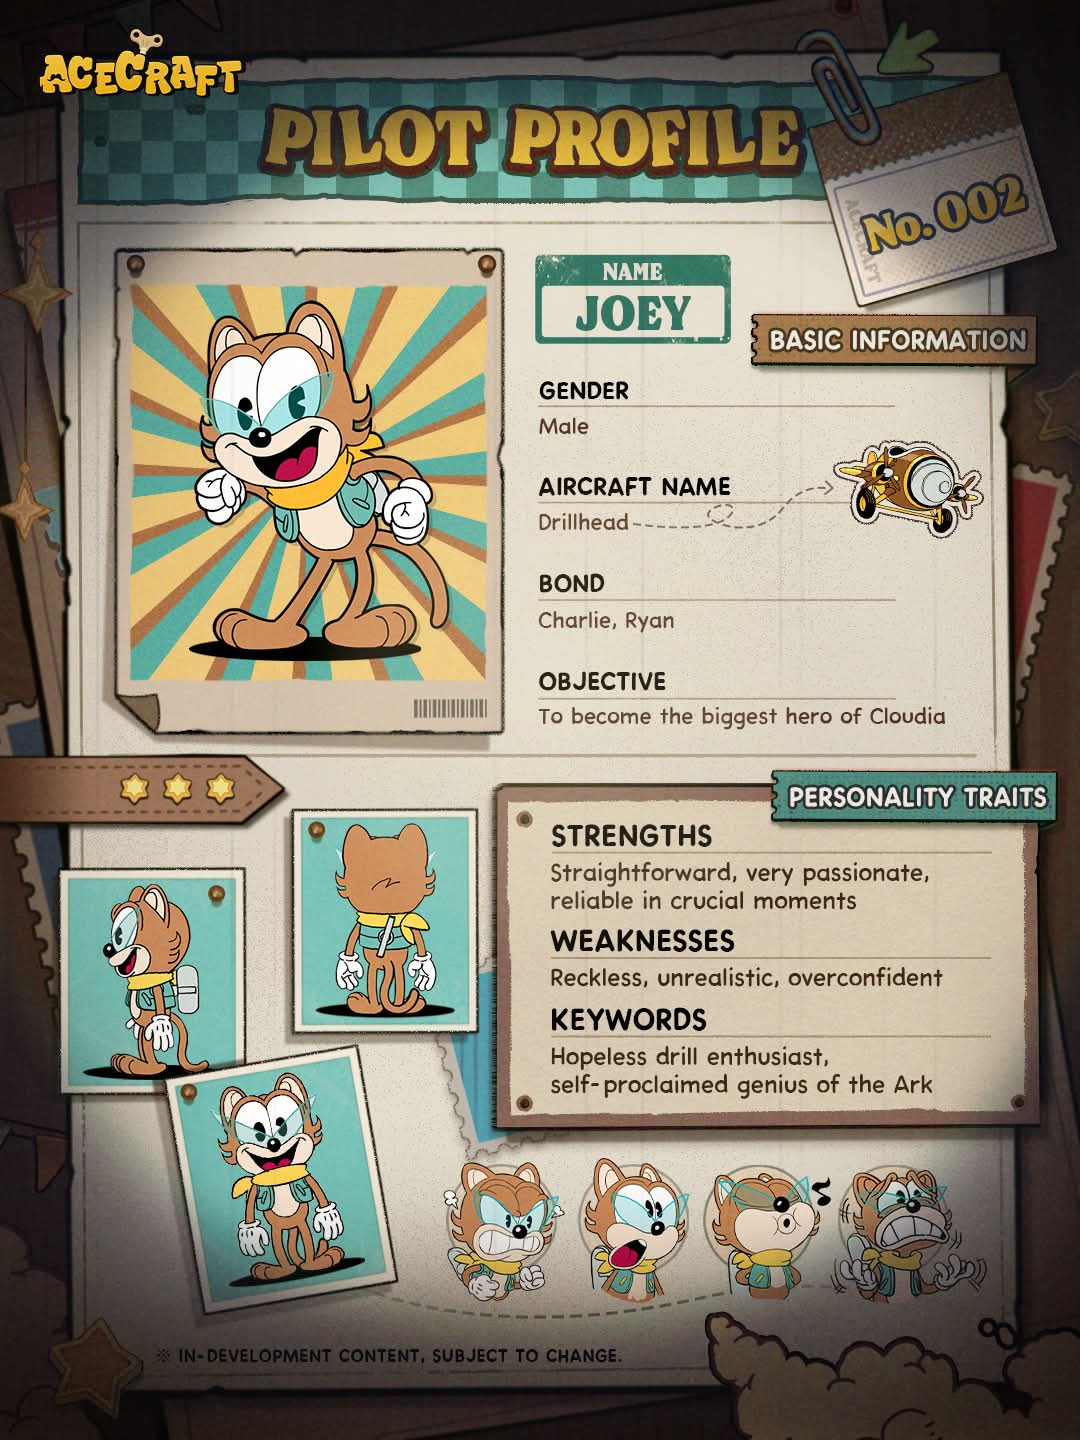 ACECRAFT
PILOT PROFILE
No. 002
ACECRAFT
NAME
JOEY
BASIC INFORMATION
GENDER
Male
AIRCRAFT NAME
Drillhead
BOND
Charlie, Ryan
OBJECTIVE
To become the biggest hero of Cloudia
PERSONALITY TRAITS
STRENGTHS
Straightforward, very passionate,
reliable in crucial moments
WEAKNESSES
Reckless, unrealistic, overconfident
KEYWORDS
Hopeless drill enthusiast,
self-proclaimed genius of the Ark
※ IN-DEVELOPMENT CONTENT, SUBJECT TO CHANGE.